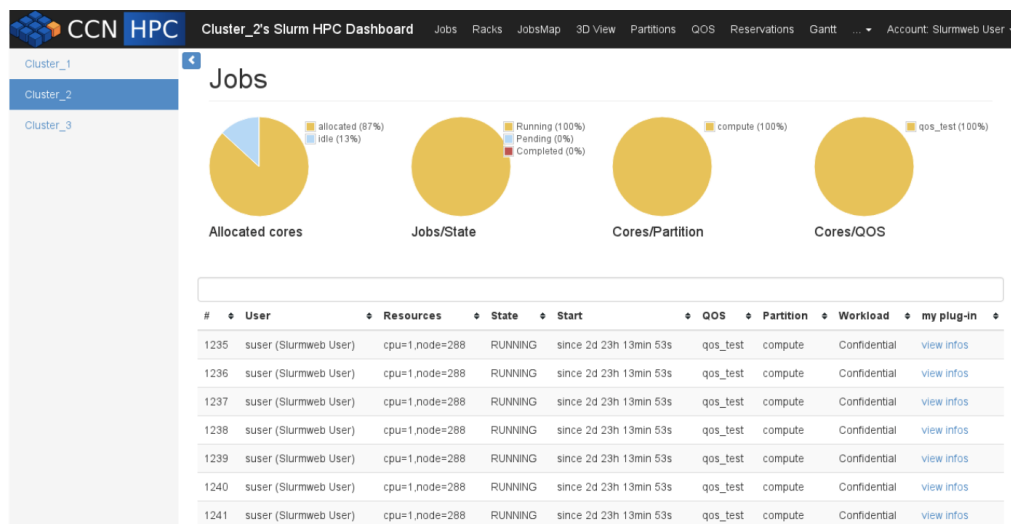 CCN HPC Cluster_2's Slurm HPC Dashboard Jobs Racks JobsMap 3D View Partitions QOS Reservations Gantt ... Account: Slurmweb User
Cluster_1
Cluster_2
Cluster_3
Jobs
allocated (87%)
idle (13%)
Allocated cores
Running (100%)
Pending (0%)
Completed (0%)
Jobs/State
compute (100%)
Cores/Partition
qos_test (100%)
Cores/QOS
# User Resources State Start QOS Partition Workload my plug-in
1235 suser (Slurmweb User) cpu=1,node=288 RUNNING since 2d 23h 13min 53s qos_test compute Confidential view infos
1236 suser (Slurmweb User) cpu=1,node=288 RUNNING since 2d 23h 13min 53s qos_test compute Confidential view infos
1237 suser (Slurmweb User) cpu=1,node=288 RUNNING since 2d 23h 13min 53s qos_test compute Confidential view infos
1238 suser (Slurmweb User) cpu=1,node=288 RUNNING since 2d 23h 13min 53s qos_test compute Confidential view infos
1239 suser (Slurmweb User) cpu=1,node=288 RUNNING since 2d 23h 13min 53s qos_test compute Confidential view infos
1240 suser (Slurmweb User) cpu=1,node=288 RUNNING since 2d 23h 13min 53s qos_test compute Confidential view infos
1241 suser (Slurmweb User) cpu=1,node=288 RUNNING since 2d 23h 13min 53s qos_test compute Confidential view infos